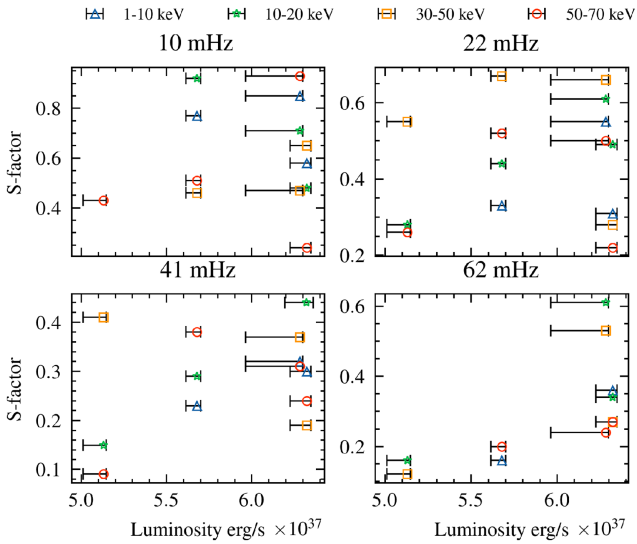 1-10 keV 10-20 keV 30-50 keV 50-70 keV
10 mHz 22 mHz
S-factor
0.8
0.6
0.4
0.6
0.4
0.2
41 mHz 62 mHz
S-factor
0.4
0.3
0.2
0.1
0.6
0.4
0.2
5.0 5.5 6.0 5.0 5.5 6.0
Luminosity erg/s ×10³⁷ Luminosity erg/s ×10³⁷